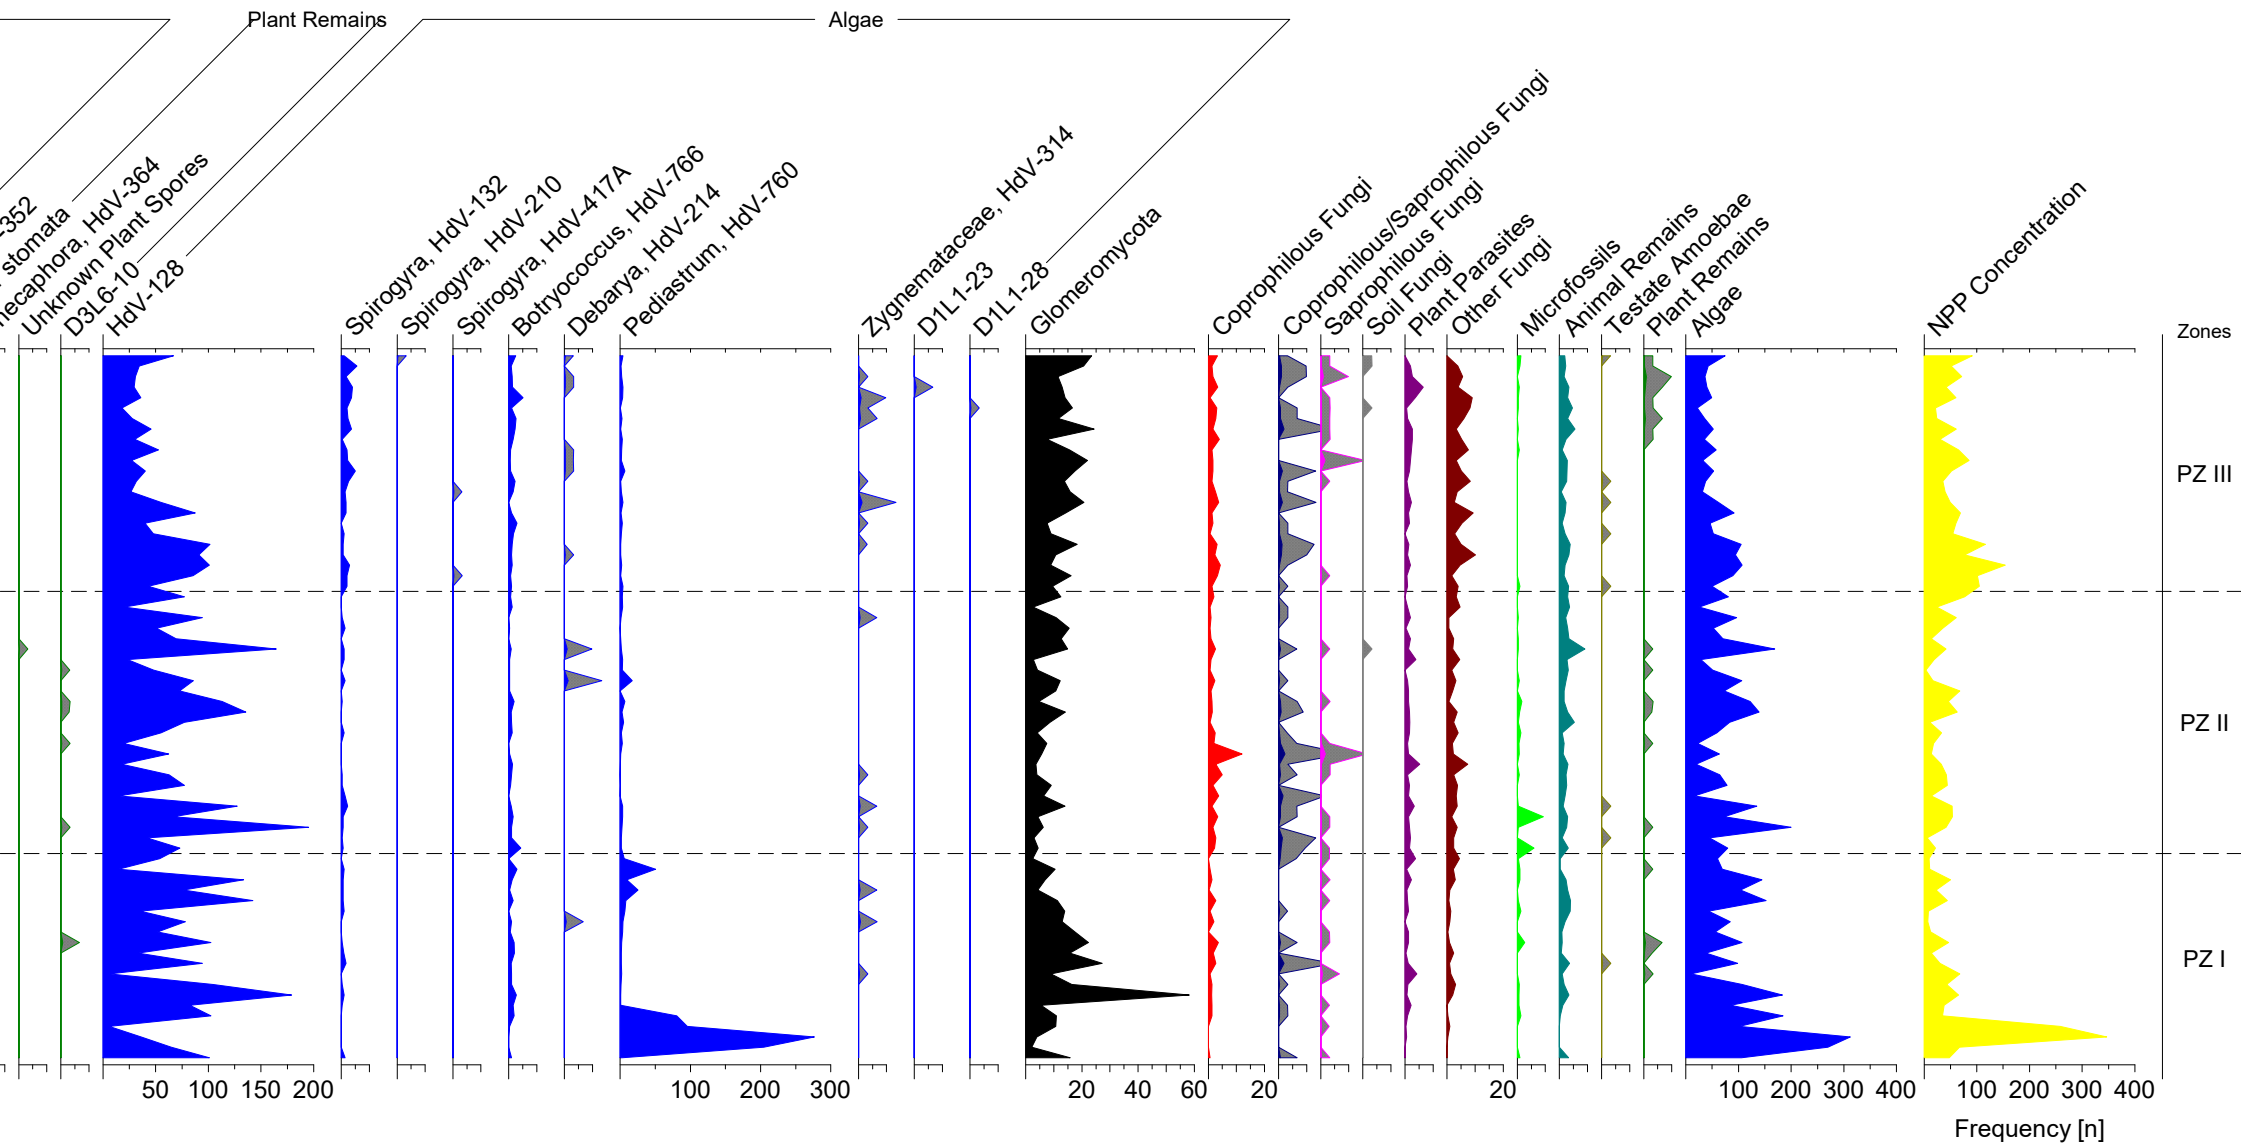 Plant Remains
Algae
-352
stomata
hecaphora, HdV-364
Unknown Plant Spores
D3L6-10
HdV-128
Spirogyra, HdV-132
Spirogyra, HdV-210
Spirogyra, HdV-417A
Botryococcus, HdV-766
Debarya, HdV-214
Pediastrum, HdV-760
Zygnemataceae, HdV-314
D1L1-23
D1L1-28
Glomeromycota
Coprophilous Fungi
Coprophilous/Saprophilous Fungi
Saprophilous Fungi
Soil Fungi
Plant Parasites
Other Fungi
Microfossils
Animal Remains
Testate Amoebae
Plant Remains
Algae
NPP Concentration
Zones
PZ III
PZ II
PZ I
50 100 150 200 100 200 300 20 40 60 20 20 100 200 300 400 100 200 300 400
Frequency [n]